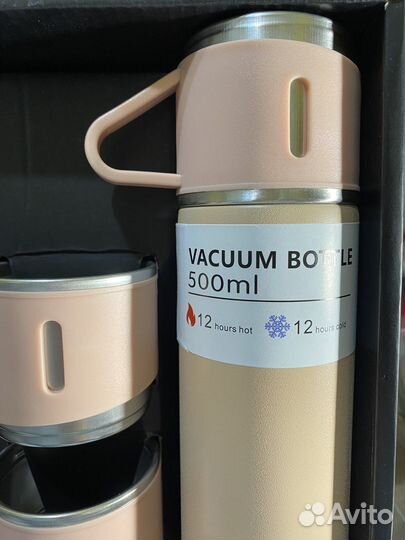 VACUUM BOTTLE
500ml
12 hours hot 12 hours cold
Avito